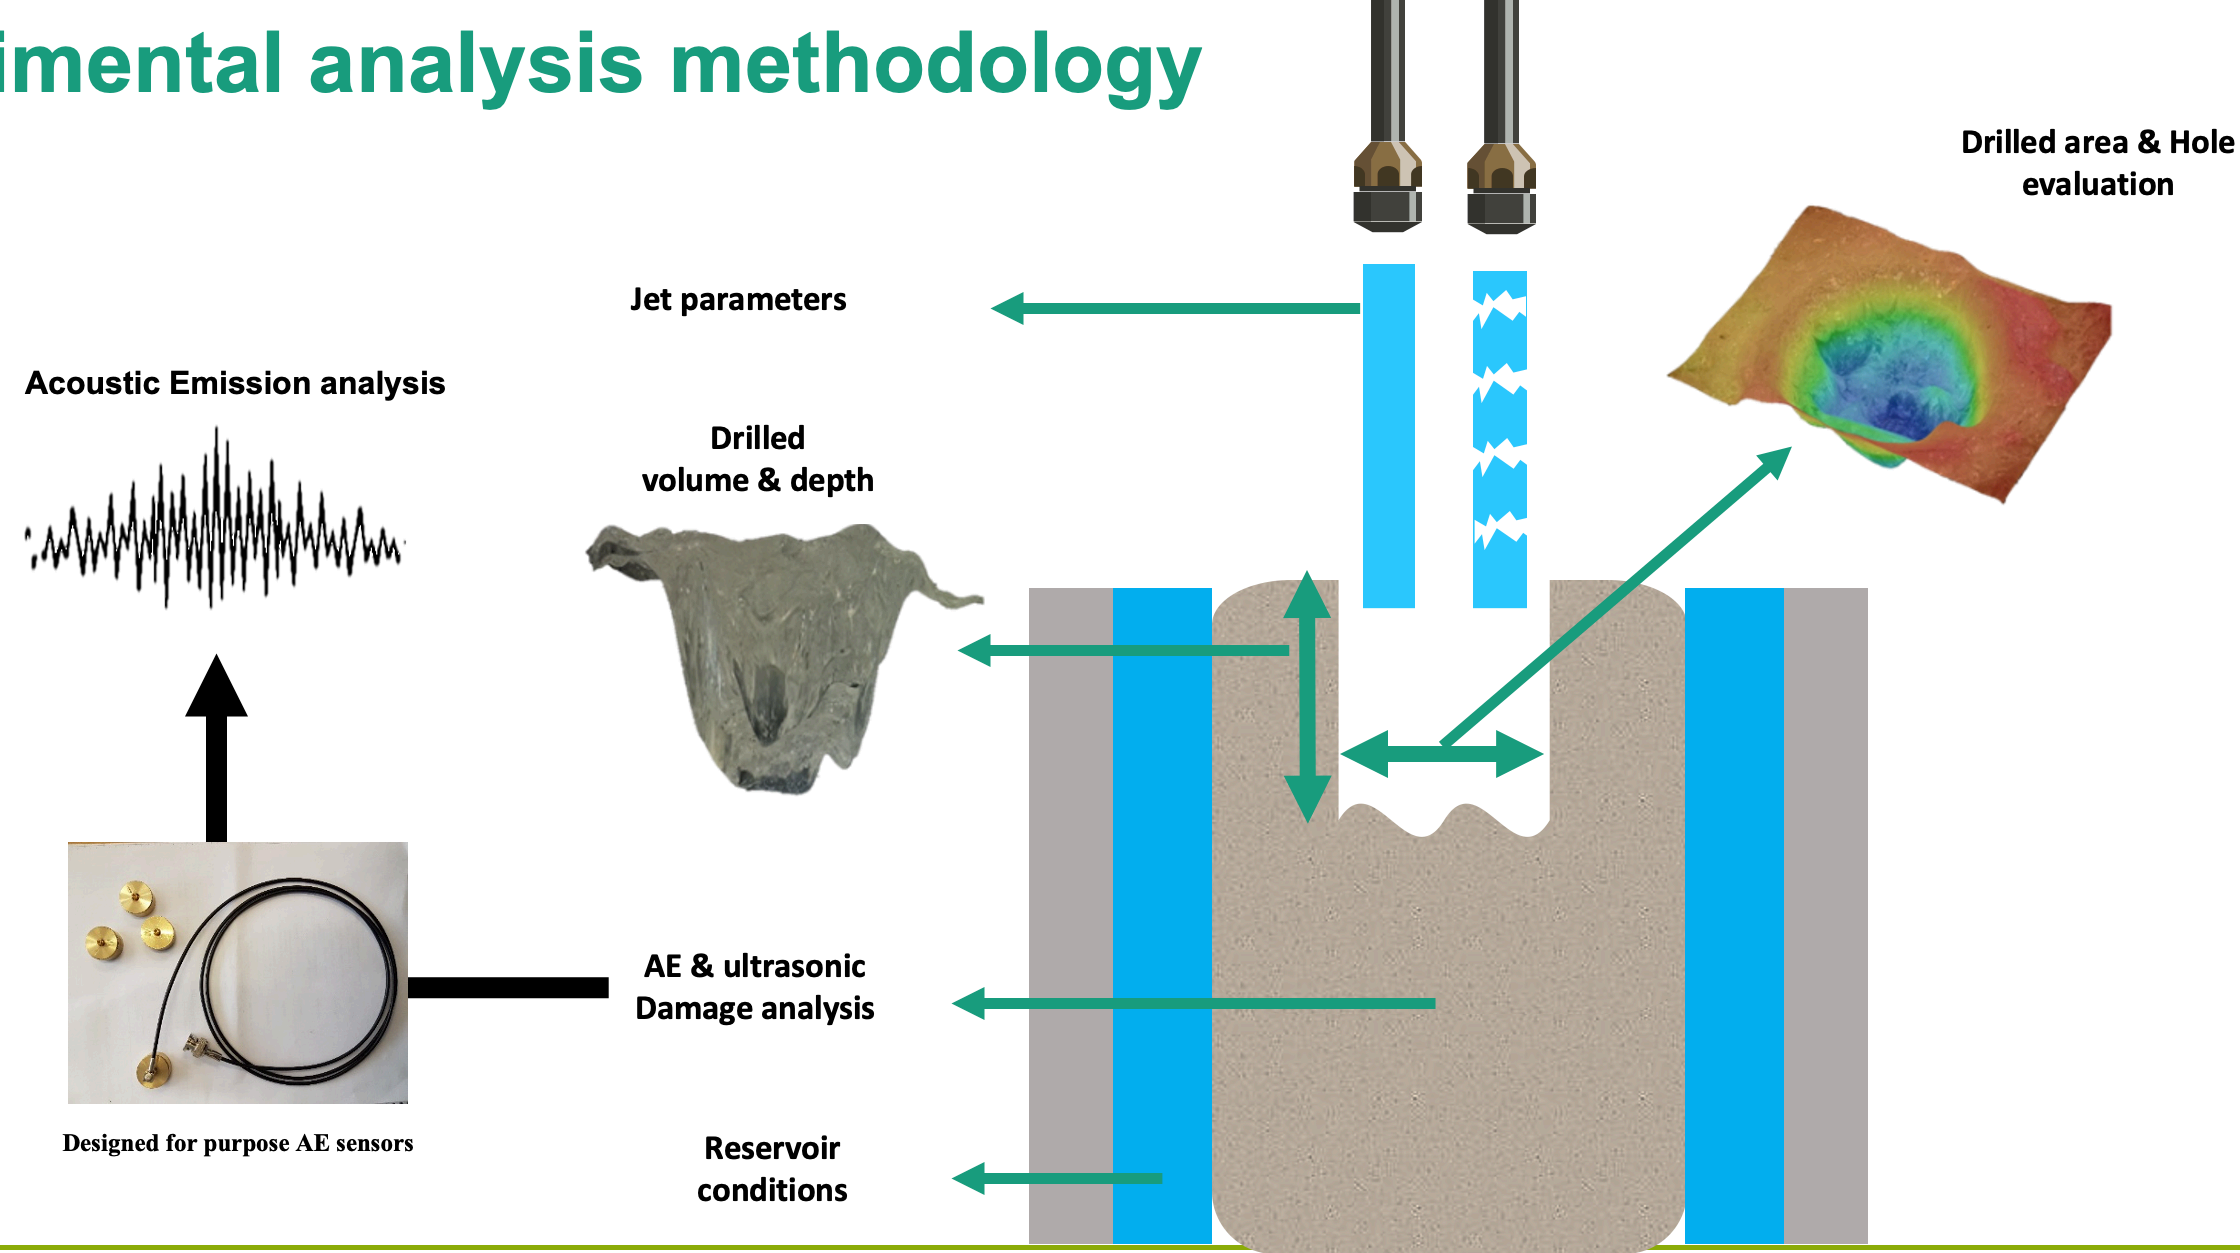 imental analysis methodology
Drilled area & Hole
evaluation
Jet parameters
Acoustic Emission analysis
Drilled
volume & depth
AE & ultrasonic
Damage analysis
Designed for purpose AE sensors
Reservoir
conditions